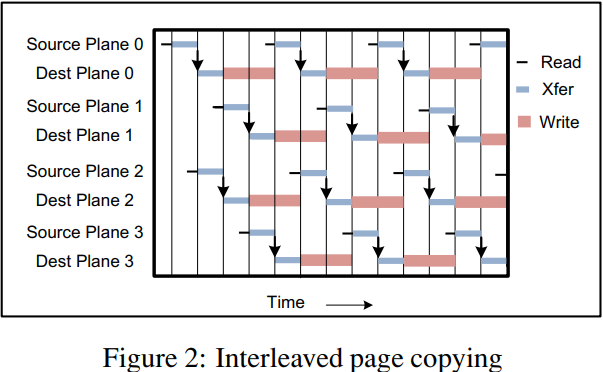 Source Plane 0
Dest Plane 0
Source Plane 1
Dest Plane 1
Source Plane 2
Dest Plane 2
Source Plane 3
Dest Plane 3
Read
Xfer
Write
Time
Figure 2: Interleaved page copying